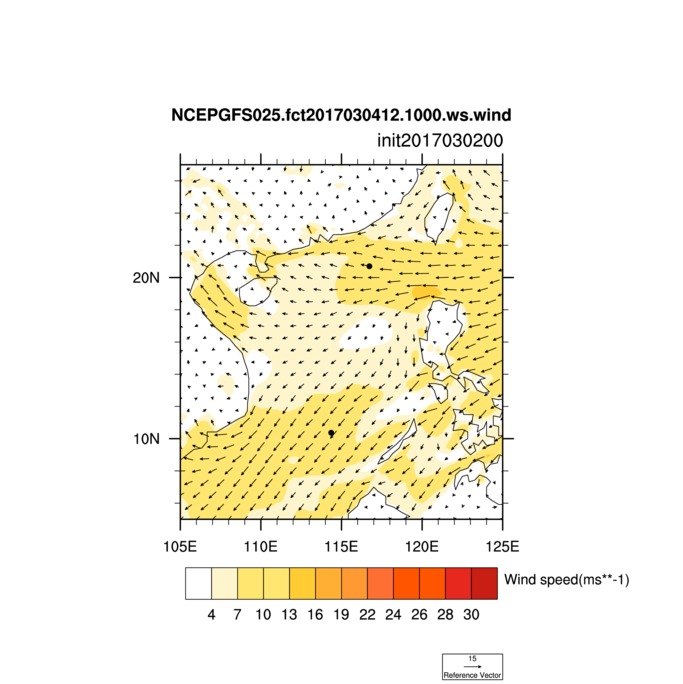 NCEPGFS025.fct2017030412.1000.ws.wind
init2017030200
20N
10N
105E 110E 115E 120E 125E
Wind speed(ms**-1)
4 7 10 13 16 19 22 24 26 28 30
15
Reference Vector